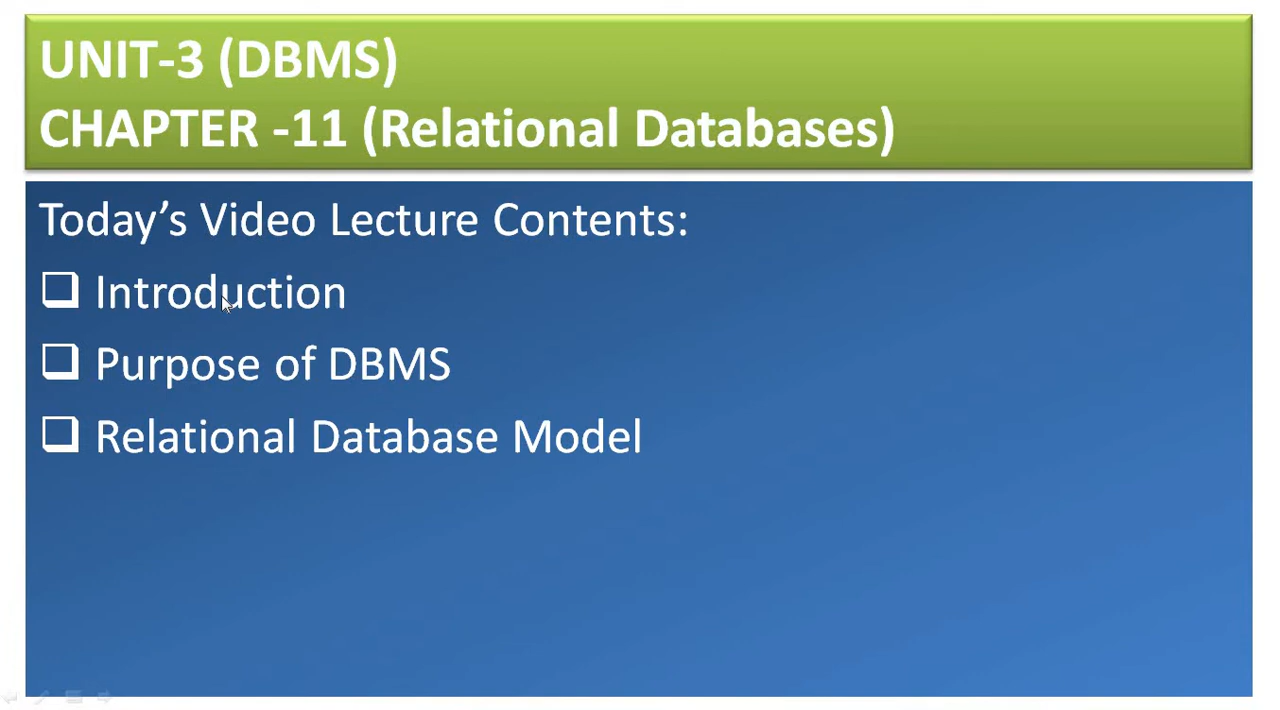 UNIT-3 (DBMS)
CHAPTER -11 (Relational Databases)
Today’s Video Lecture Contents:
❑ Introduction
❑ Purpose of DBMS
❑ Relational Database Model